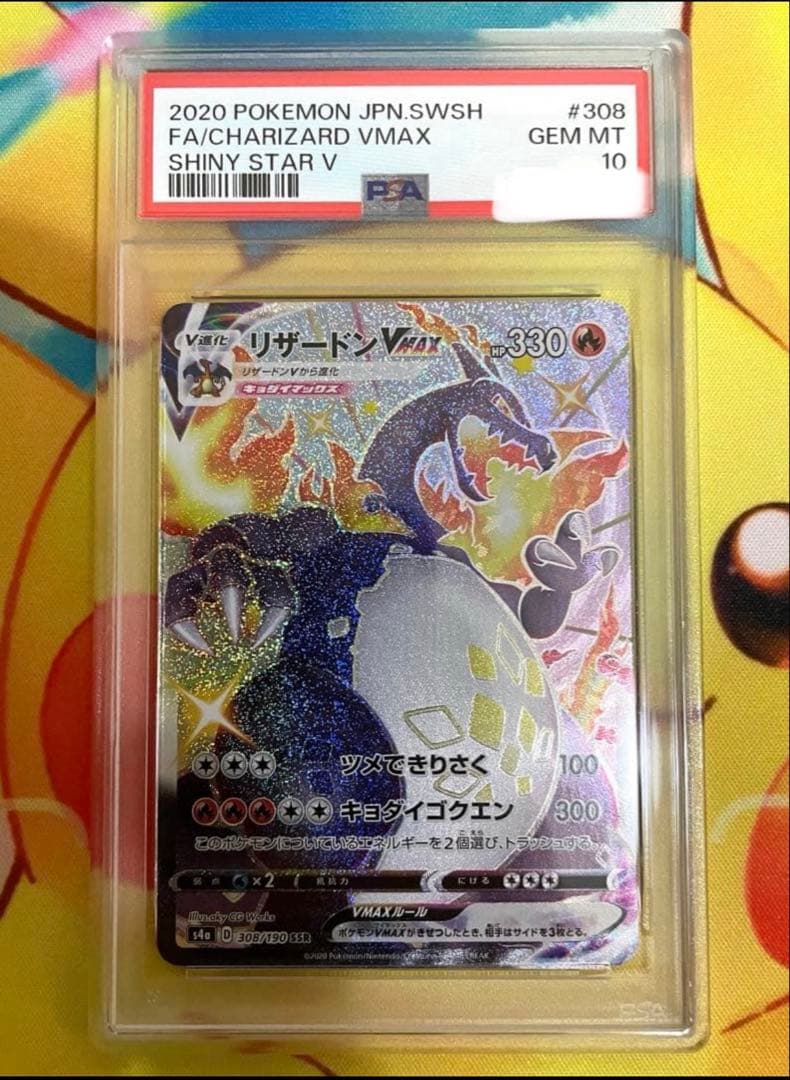 2020 POKEMON JPN.SWSH #308
FA/CHARIZARD VMAX GEM MT
SHINY STAR V 10
PSA
V進化 リザードンVMAX HP330
リザードンVから進化
キョダイマックス
ツメできりさく 100
キョダイゴクエン 300
このポケモンについているエネルギーを2個選び、トラッシュする。
弱点 ×2 抵抗力 にげる
Illus.aky CG Works
VMAXルール
ポケモンVMAXがきぜつしたとき、相手はサイドを3枚とる。
s4a D 308/190 SSR
©2020 Pokémon/Nintendo/Creatures/GAME FREAK
PSA